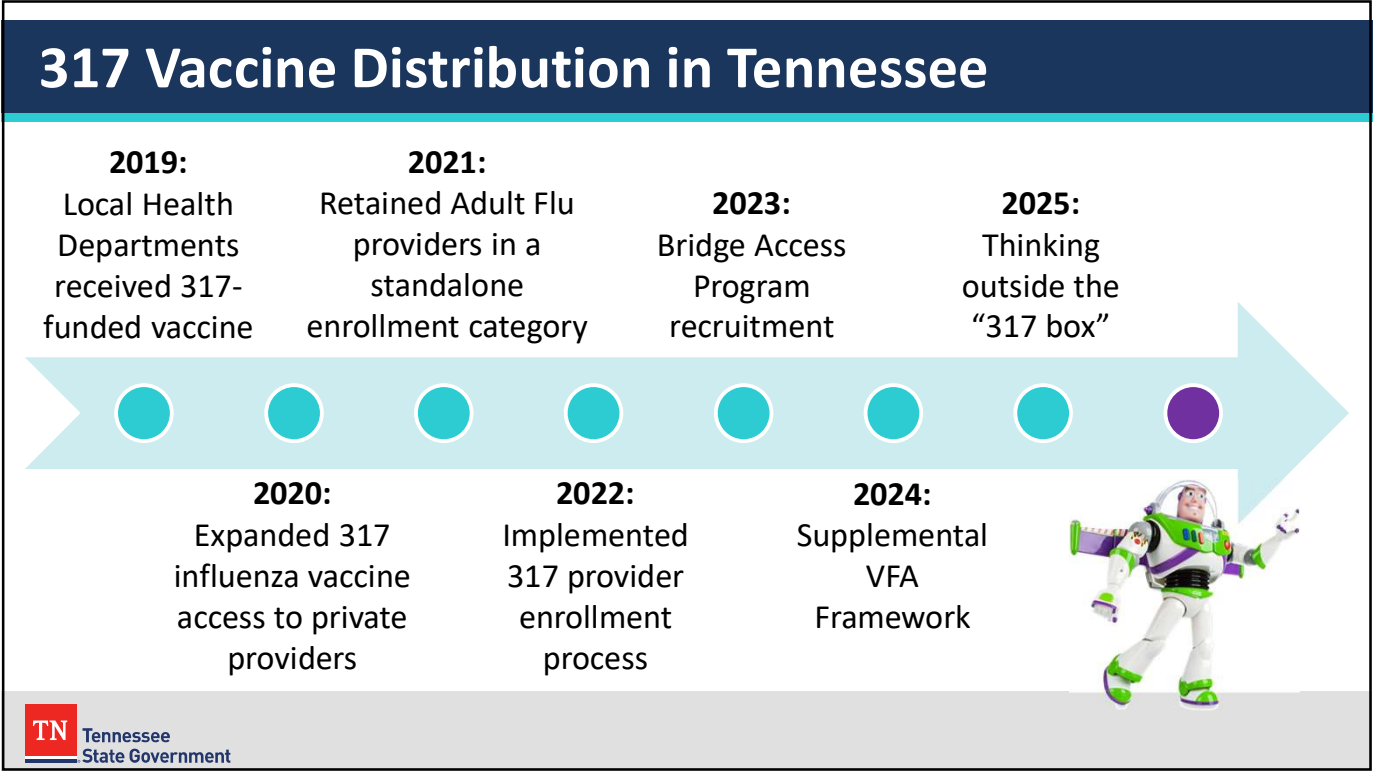 317 Vaccine Distribution in Tennessee
2019:
Local Health
Departments
received 317-
funded vaccine
2020:
Expanded 317
influenza vaccine
access to private
providers
2021:
Retained Adult Flu
providers in a
standalone
enrollment category
2022:
Implemented
317 provider
enrollment
process
2023:
Bridge Access
Program
recruitment
2024:
Supplemental
VFA
Framework
2025:
Thinking
outside the
“317 box”
TN
Tennessee
State Government